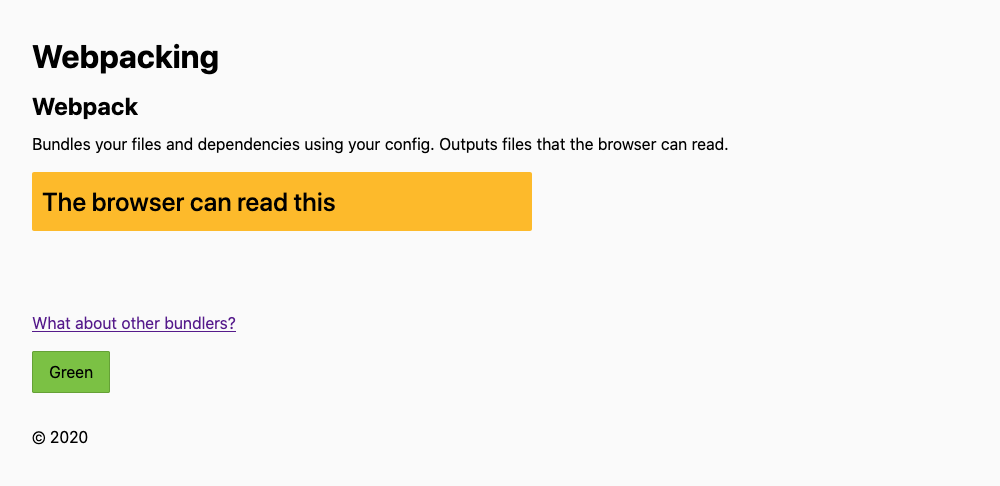 Webpacking
Webpack
Bundles your files and dependencies using your config. Outputs files that the browser can read.
The browser can read this
What about other bundlers?
Green
© 2020